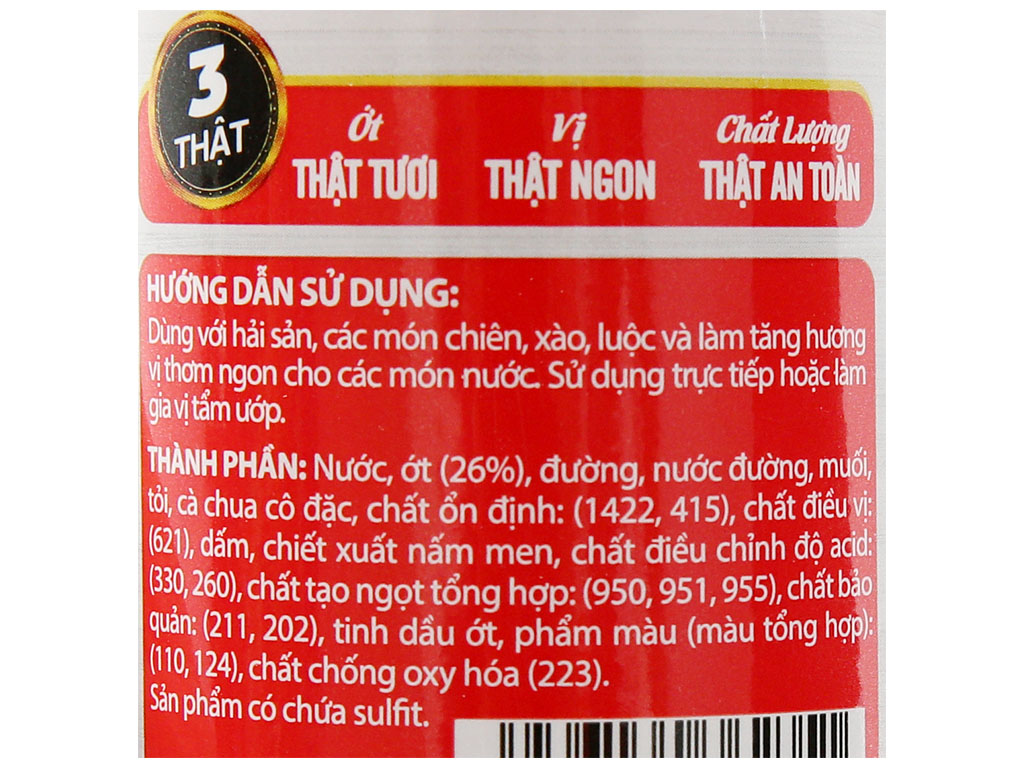 3
THẬT
Ớt
THẬT TƯƠI
Vị
THẬT NGON
Chất Lượng
THẬT AN TOÀN
HƯỚNG DẪN SỬ DỤNG:
Dùng với hải sản, các món chiên, xào, luộc và làm tăng hương
vị thơm ngon cho các món nước. Sử dụng trực tiếp hoặc làm
gia vị tẩm ướp.
THÀNH PHẦN: Nước, ớt (26%), đường, nước đường, muối,
tỏi, cà chua cô đặc, chất ổn định: (1422, 415), chất điều vị:
(621), dấm, chiết xuất nấm men, chất điều chỉnh độ acid:
(330, 260), chất tạo ngọt tổng hợp: (950, 951, 955), chất bảo
quản: (211, 202), tinh dầu ớt, phẩm màu (màu tổng hợp):
(110, 124), chất chống oxy hóa (223).
Sản phẩm có chứa sulfit.